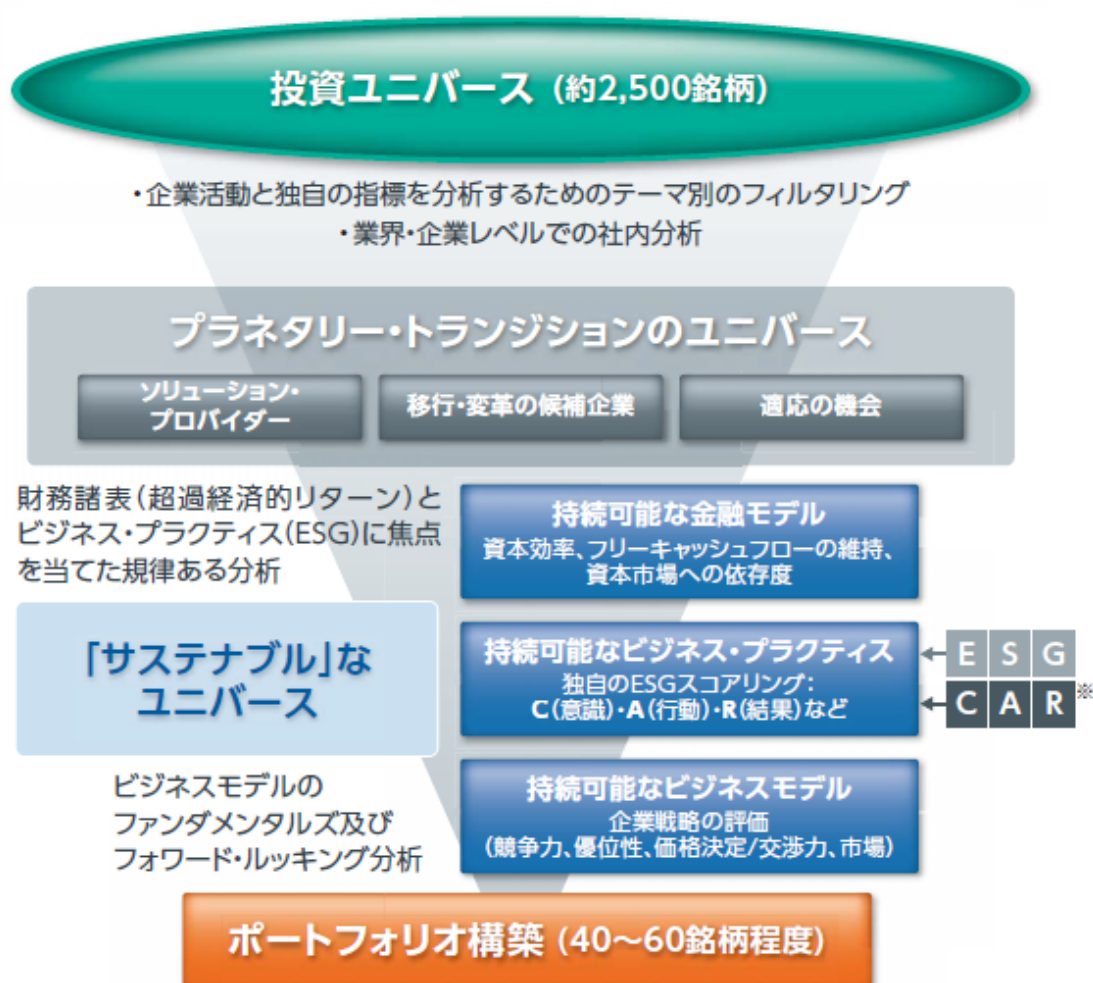 投資ユニバース (約2,500銘柄)
・企業活動と独自の指標を分析するためのテーマ別のフィルタリング
・業界・企業レベルでの社内分析
プラネタリー・トランジションのユニバース
ソリューション・
プロバイダー
移行・変革の候補企業
適応の機会
財務諸表(超過経済的リターン)と
ビジネス・プラクティス(ESG)に焦点
を当てた規律ある分析
持続可能な金融モデル
資本効率、フリーキャッシュフローの維持、
資本市場への依存度
「サステナブル」な
ユニバース
持続可能なビジネス・プラクティス
独自のESGスコアリング:
C(意識)・A(行動)・R(結果)など
E S G
C A R※
ビジネスモデルの
ファンダメンタルズ及び
フォワード・ルッキング分析
持続可能なビジネスモデル
企業戦略の評価
(競争力、優位性、価格決定/交渉力、市場)
ポートフォリオ構築 (40～60銘柄程度)